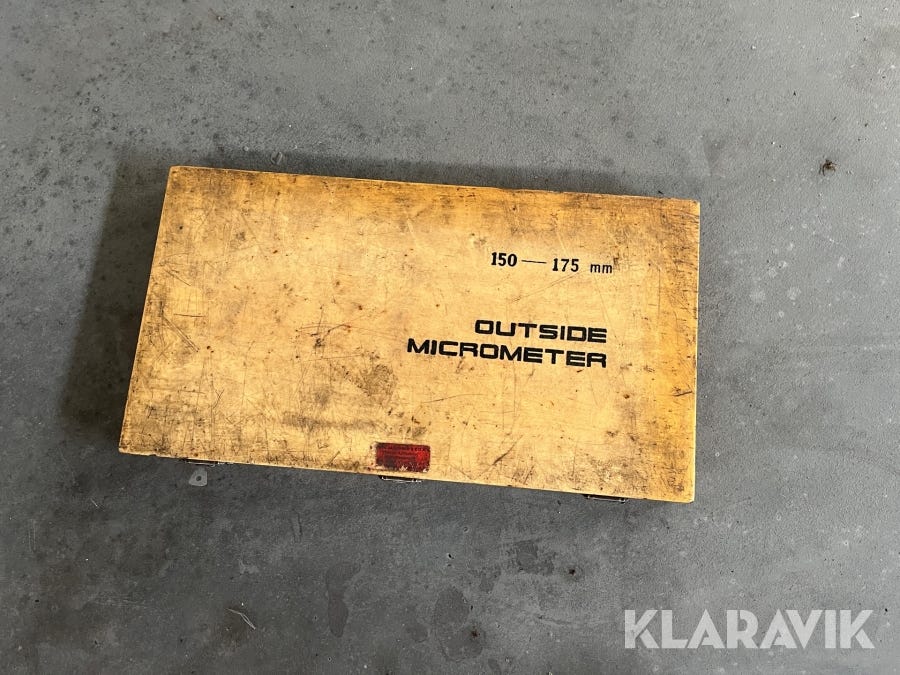 150 — 175 mm
OUTSIDE
MICROMETER
KLARAVIK